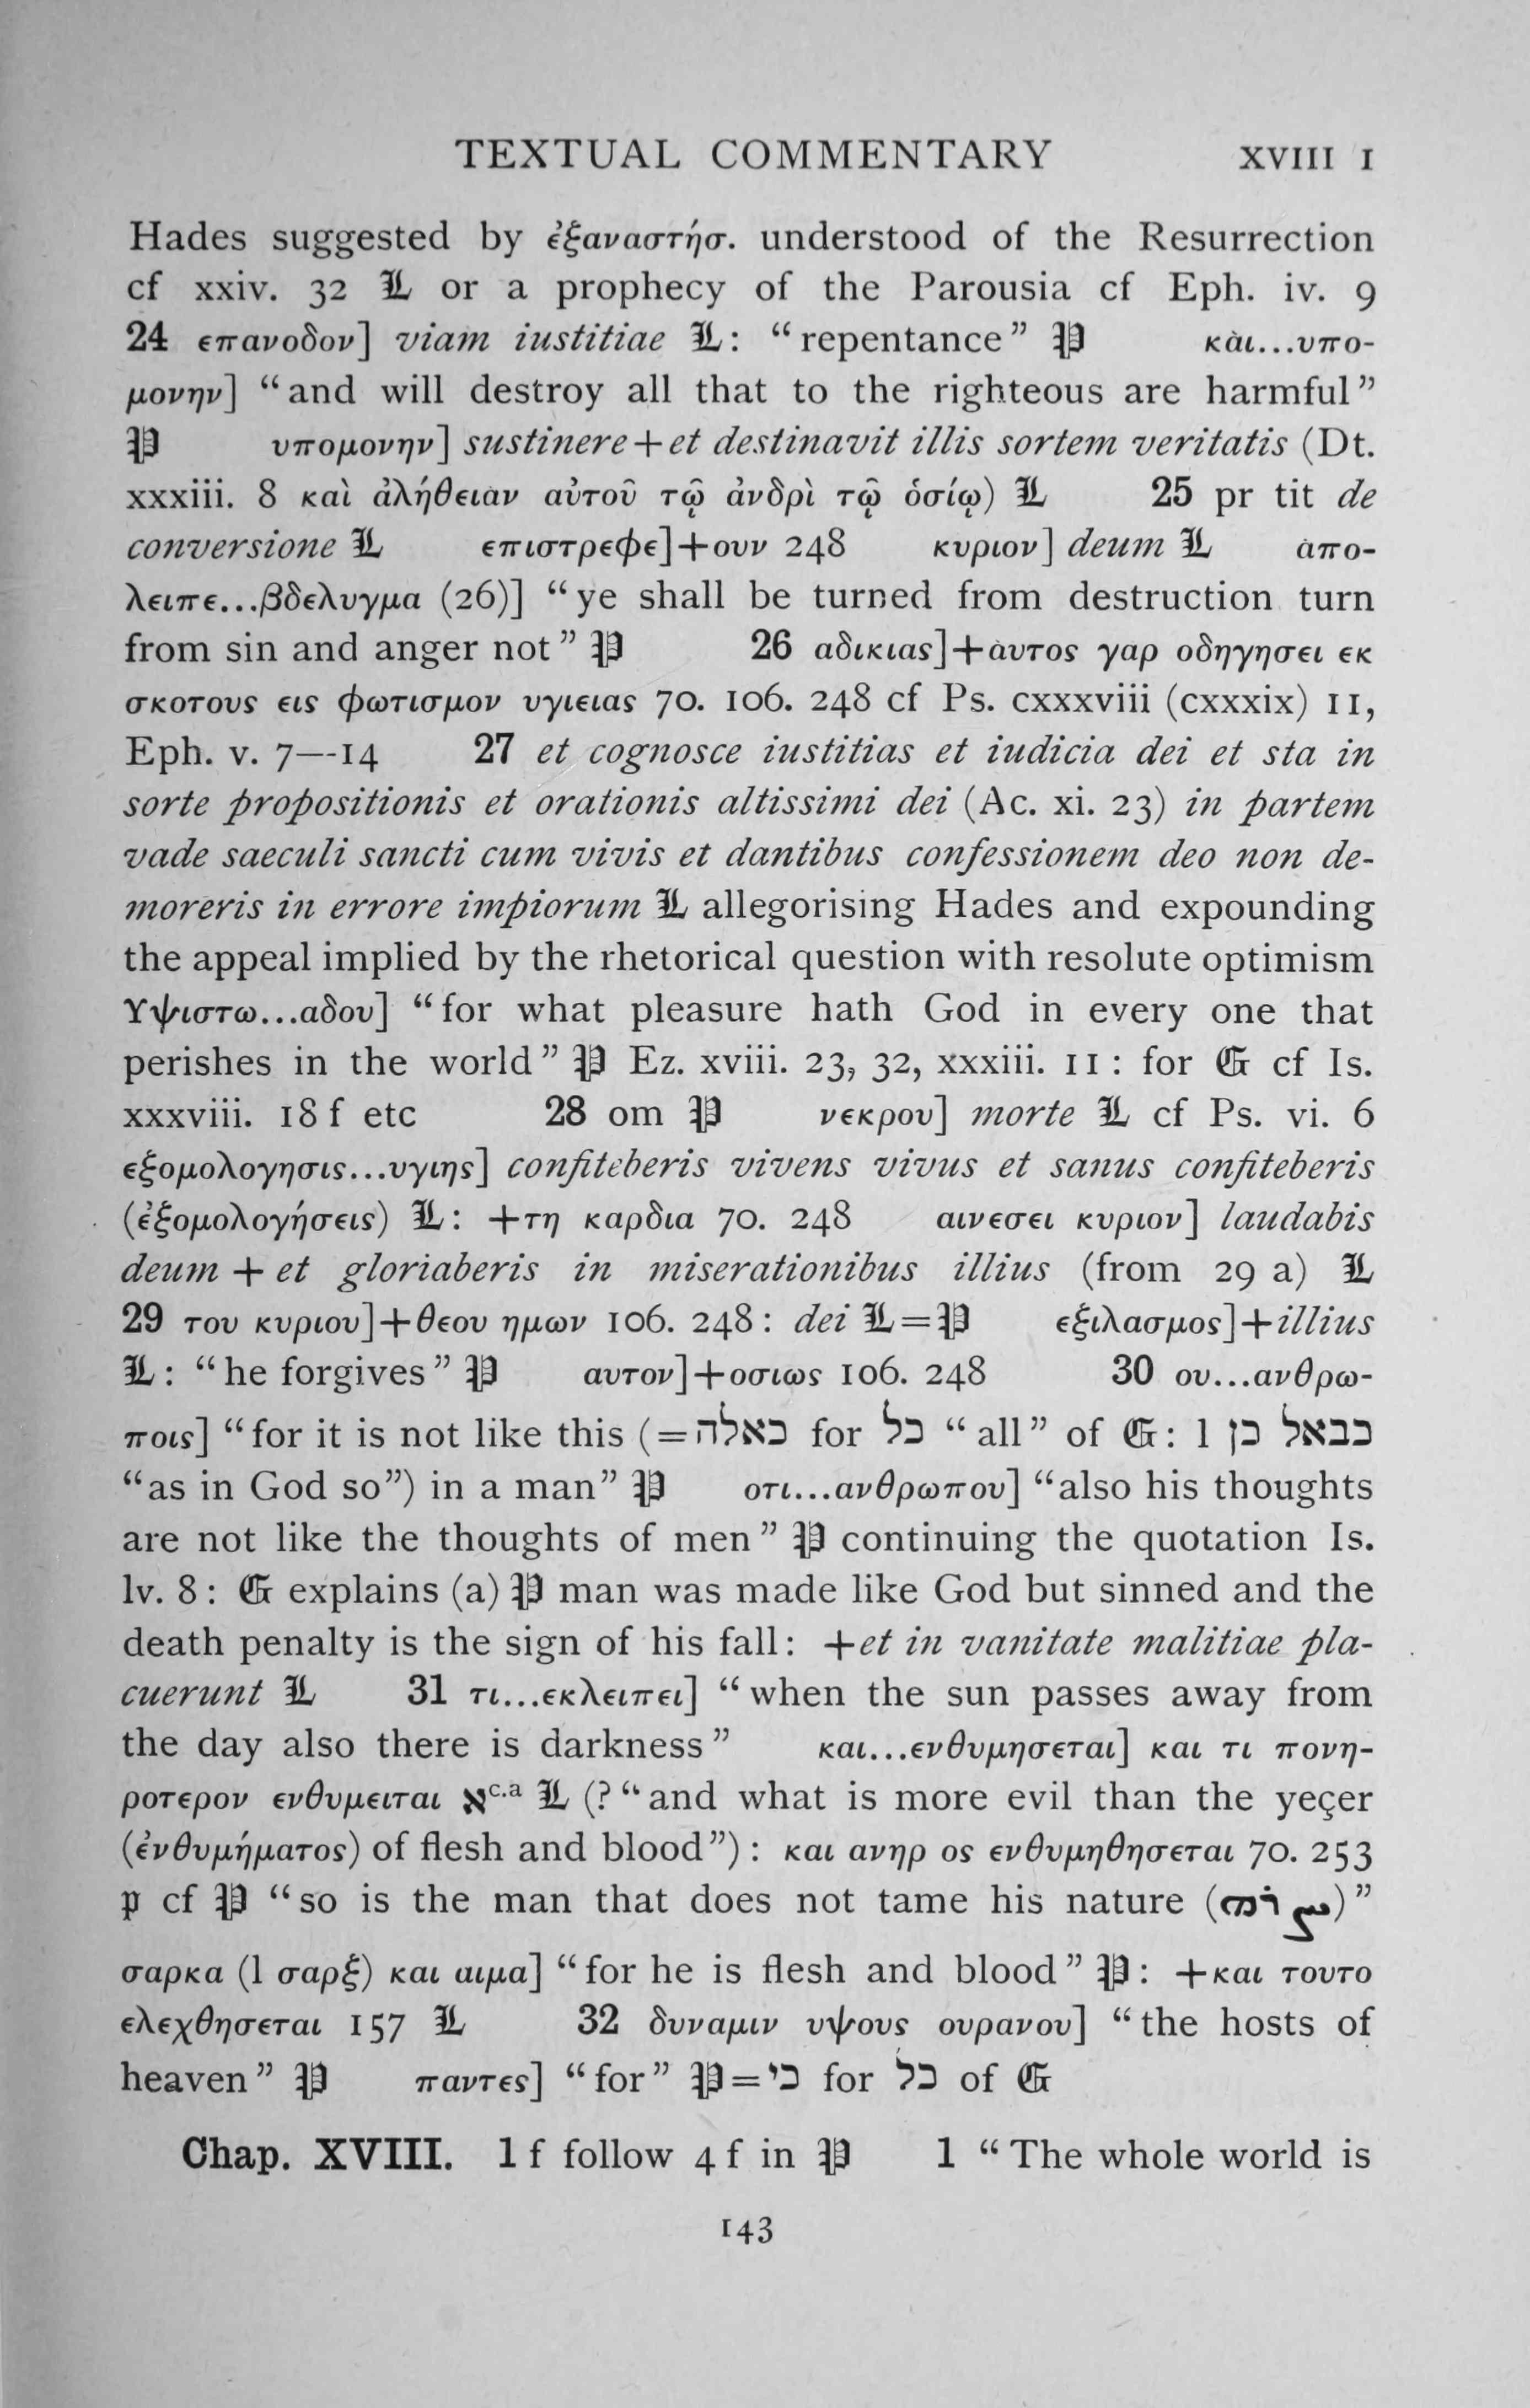 TEXTUAL COMMENTARY XVIII 1
Hades suggested by ἐξαναστήσ. understood of the Resurrection
cf xxiv. 32 𝕷 or a prophecy of the Parousia cf Eph. iv. 9
24 επανοδον] viam iustitiae 𝕷: “repentance” 𝕻 και...υπο-
μονην] “and will destroy all that to the righteous are harmful”
𝕻 υπομονην] sustinere + et destinavit illis sortem veritatis (Dt.
xxxiii. 8 καὶ ἀλήθειαν αὐτοῦ τῷ ἀνδρὶ τῷ ὁσίῳ) 𝕷 25 pr tit de
conversione 𝕷 επιστρεφε]+ουν 248 κυριον] deum 𝕷 απο-
λειπε...βδελυγμα (26)] “ye shall be turned from destruction turn
from sin and anger not” 𝕻 26 αδικιας]+αυτος γαρ οδηγησει εκ
σκοτους εις φωτισμον υγιειας 70. 106. 248 cf Ps. cxxxviii (cxxxix) 11,
Eph. v. 7—14 27 et cognosce iustitias et iudicia dei et sta in
sorte propositionis et orationis altissimi dei (Ac. xi. 23) in partem
vade saeculi sancti cum vivis et dantibus confessionem deo non de-
moreris in errore impiorum 𝕷 allegorising Hades and expounding
the appeal implied by the rhetorical question with resolute optimism
Υψιστω...αδου] “for what pleasure hath God in every one that
perishes in the world” 𝕻 Ez. xviii. 23, 32, xxxiii. 11 : for 𝕲 cf Is.
xxxviii. 18 f etc 28 om 𝕻 νεκρου] morte 𝕷 cf Ps. vi. 6
εξομολογησις...υγιης] confiteberis vivens vivus et sanus confiteberis
(ἐξομολογήσεις) 𝕷: +τη καρδια 70. 248 αινεσει κυριον] laudabis
deum + et gloriaberis in miserationibus illius (from 29 a) 𝕷
29 του κυριου]+θεου ημων 106. 248 : dei 𝕷=𝕻 εξιλασμος]+illius
𝕷: “he forgives” 𝕻 αυτον]+οσιως 106. 248 30 ου...ανθρω-
ποις] “for it is not like this (=כאלה for כל “all” of 𝕲: l כבאל כן
“as in God so”) in a man” 𝕻 οτι...ανθρωπου] “also his thoughts
are not like the thoughts of men” 𝕻 continuing the quotation Is.
lv. 8 : 𝕲 explains (a) 𝕻 man was made like God but sinned and the
death penalty is the sign of his fall: +et in vanitate malitiae pla-
cuerunt 𝕷 31 τι...εκλειπει] “when the sun passes away from
the day also there is darkness” και...ενθυμησεται] και τι πονη-
ροτερον ενθυμειται ℵc.a 𝕷 (? “and what is more evil than the yeçer
(ἐνθυμήματος) of flesh and blood”) : και ανηρ ος ενθυμηθησεται 70. 253
𝔭 cf 𝕻 “so is the man that does not tame his nature (ܝܨܪܗ)”
σαρκα (l σαρξ) και αιμα] “for he is flesh and blood” 𝕻: +και τουτο
ελεχθησεται 157 𝕷 32 δυναμιν υψους ουρανου] “the hosts of
heaven” 𝕻 παντες] “for” 𝕻=כי for כל of 𝕲
Chap. XVIII. 1 f follow 4 f in 𝕻 1 “The whole world is
143